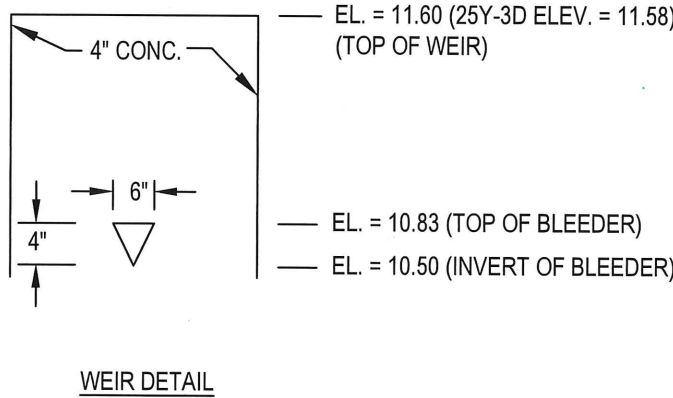 EL. = 11.60 (25Y-3D ELEV. = 11.58)
(TOP OF WEIR)
4" CONC.
6"
4"
EL. = 10.83 (TOP OF BLEEDER)
EL. = 10.50 (INVERT OF BLEEDER)
WEIR DETAIL